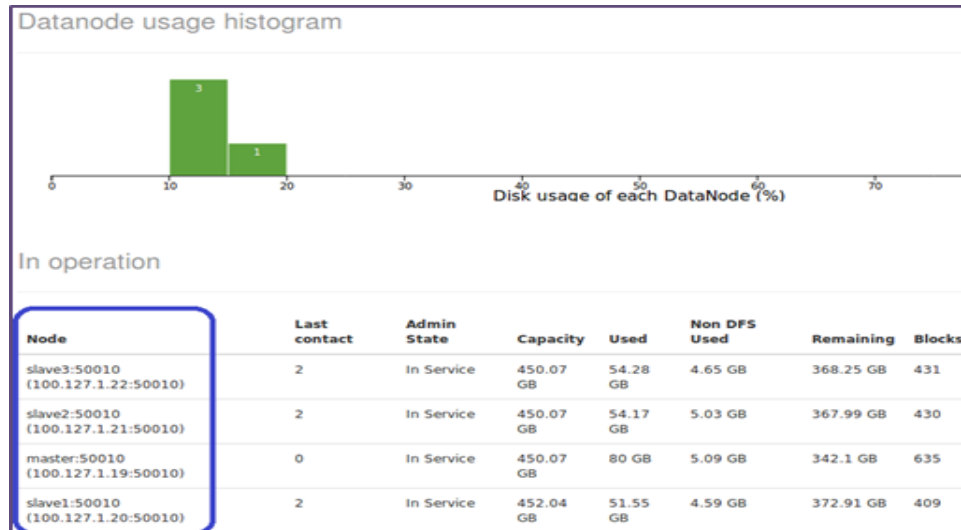 Datanode usage histogram
3
1
0 10 20 30 40 50 60 70
Disk usage of each DataNode (%)
In operation
Node Last contact Admin State Capacity Used Non DFS Used Remaining Blocks
slave3:50010 (100.127.1.22:50010) 2 In Service 450.07 GB 54.28 GB 4.65 GB 368.25 GB 431
slave2:50010 (100.127.1.21:50010) 2 In Service 450.07 GB 54.17 GB 5.03 GB 367.99 GB 430
master:50010 (100.127.1.19:50010) 0 In Service 450.07 GB 80 GB 5.09 GB 342.1 GB 635
slave1:50010 (100.127.1.20:50010) 2 In Service 452.04 GB 51.55 GB 4.59 GB 372.91 GB 409